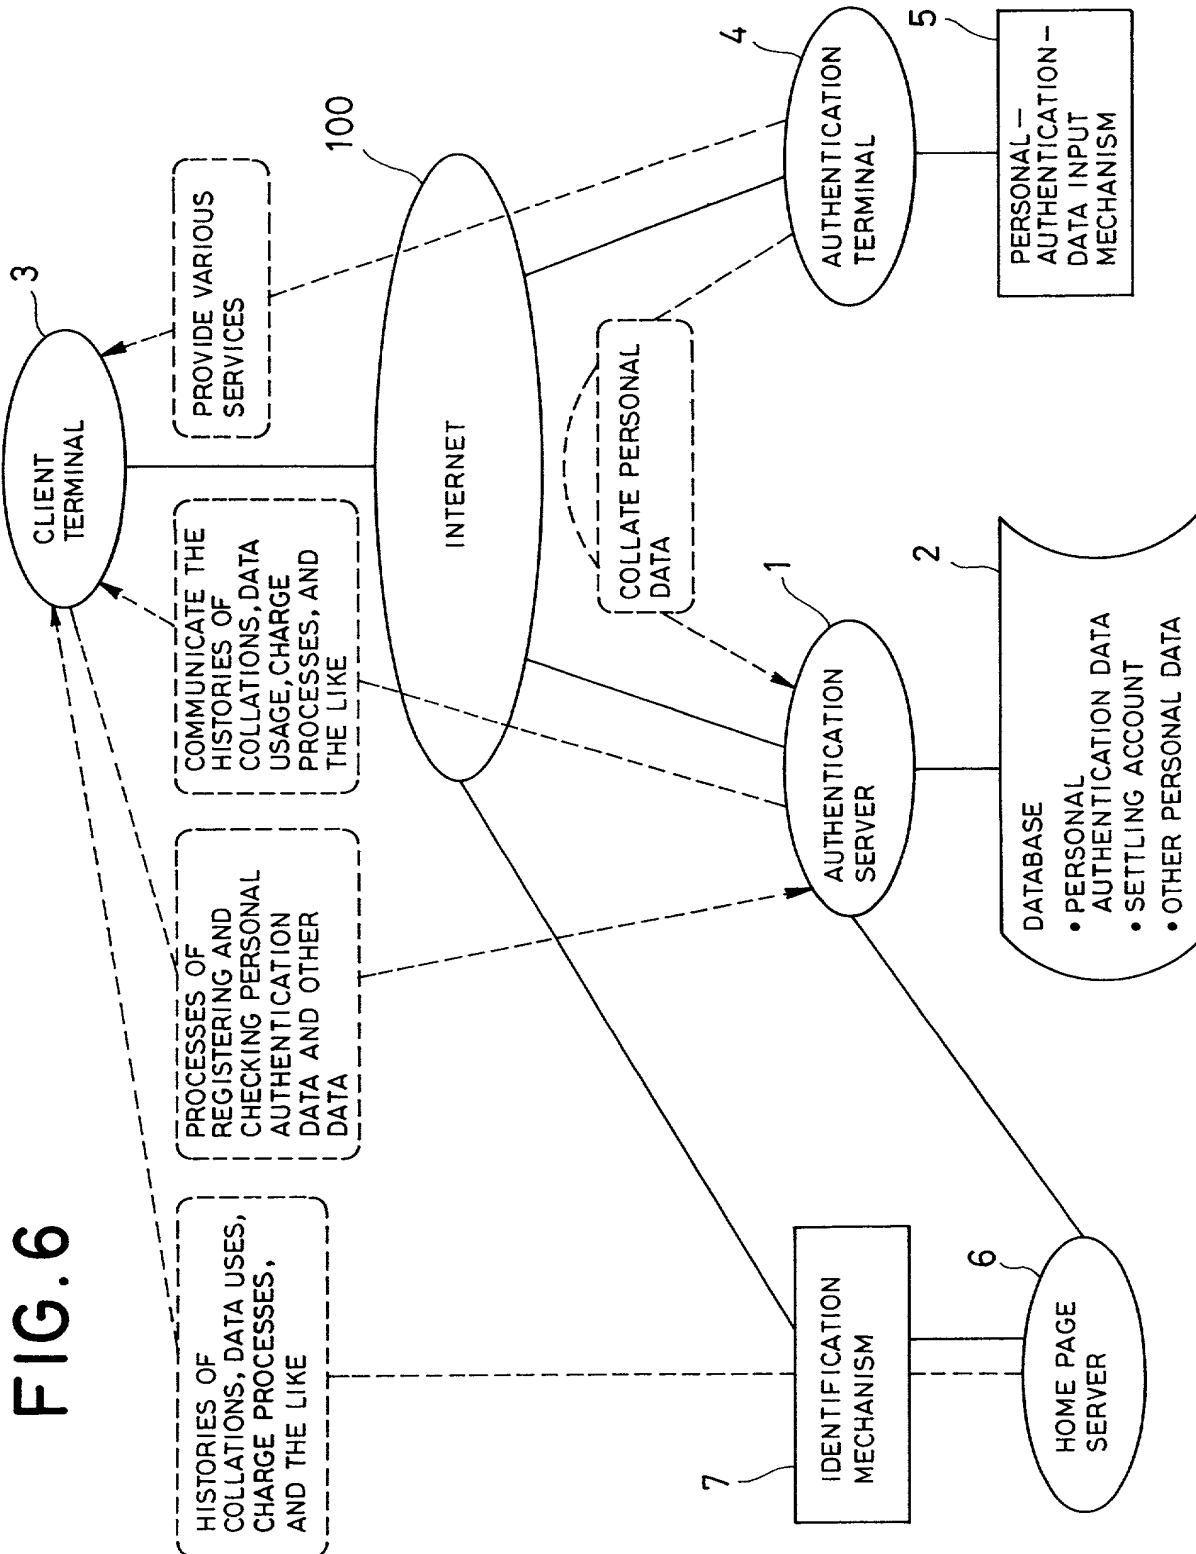 FIG.6
3
CLIENT
TERMINAL
HISTORIES OF
COLLATIONS, DATA USES,
CHARGE PROCESSES,
AND THE LIKE
PROCESSES OF
REGISTERING AND
CHECKING PERSONAL
AUTHENTICATION
DATA AND OTHER
DATA
COMMUNICATE THE
HISTORIES OF
COLLATIONS, DATA
USAGE, CHARGE
PROCESSES, AND
THE LIKE
PROVIDE VARIOUS
SERVICES
100
INTERNET
COLLATE PERSONAL
DATA
7
IDENTIFICATION
MECHANISM
1
AUTHENTICATION
SERVER
4
AUTHENTICATION
TERMINAL
6
HOME PAGE
SERVER
2
DATABASE
• PERSONAL
AUTHENTICATION DATA
• SETTLING ACCOUNT
• OTHER PERSONAL DATA
5
PERSONAL–
AUTHENTICATION–
DATA INPUT
MECHANISM